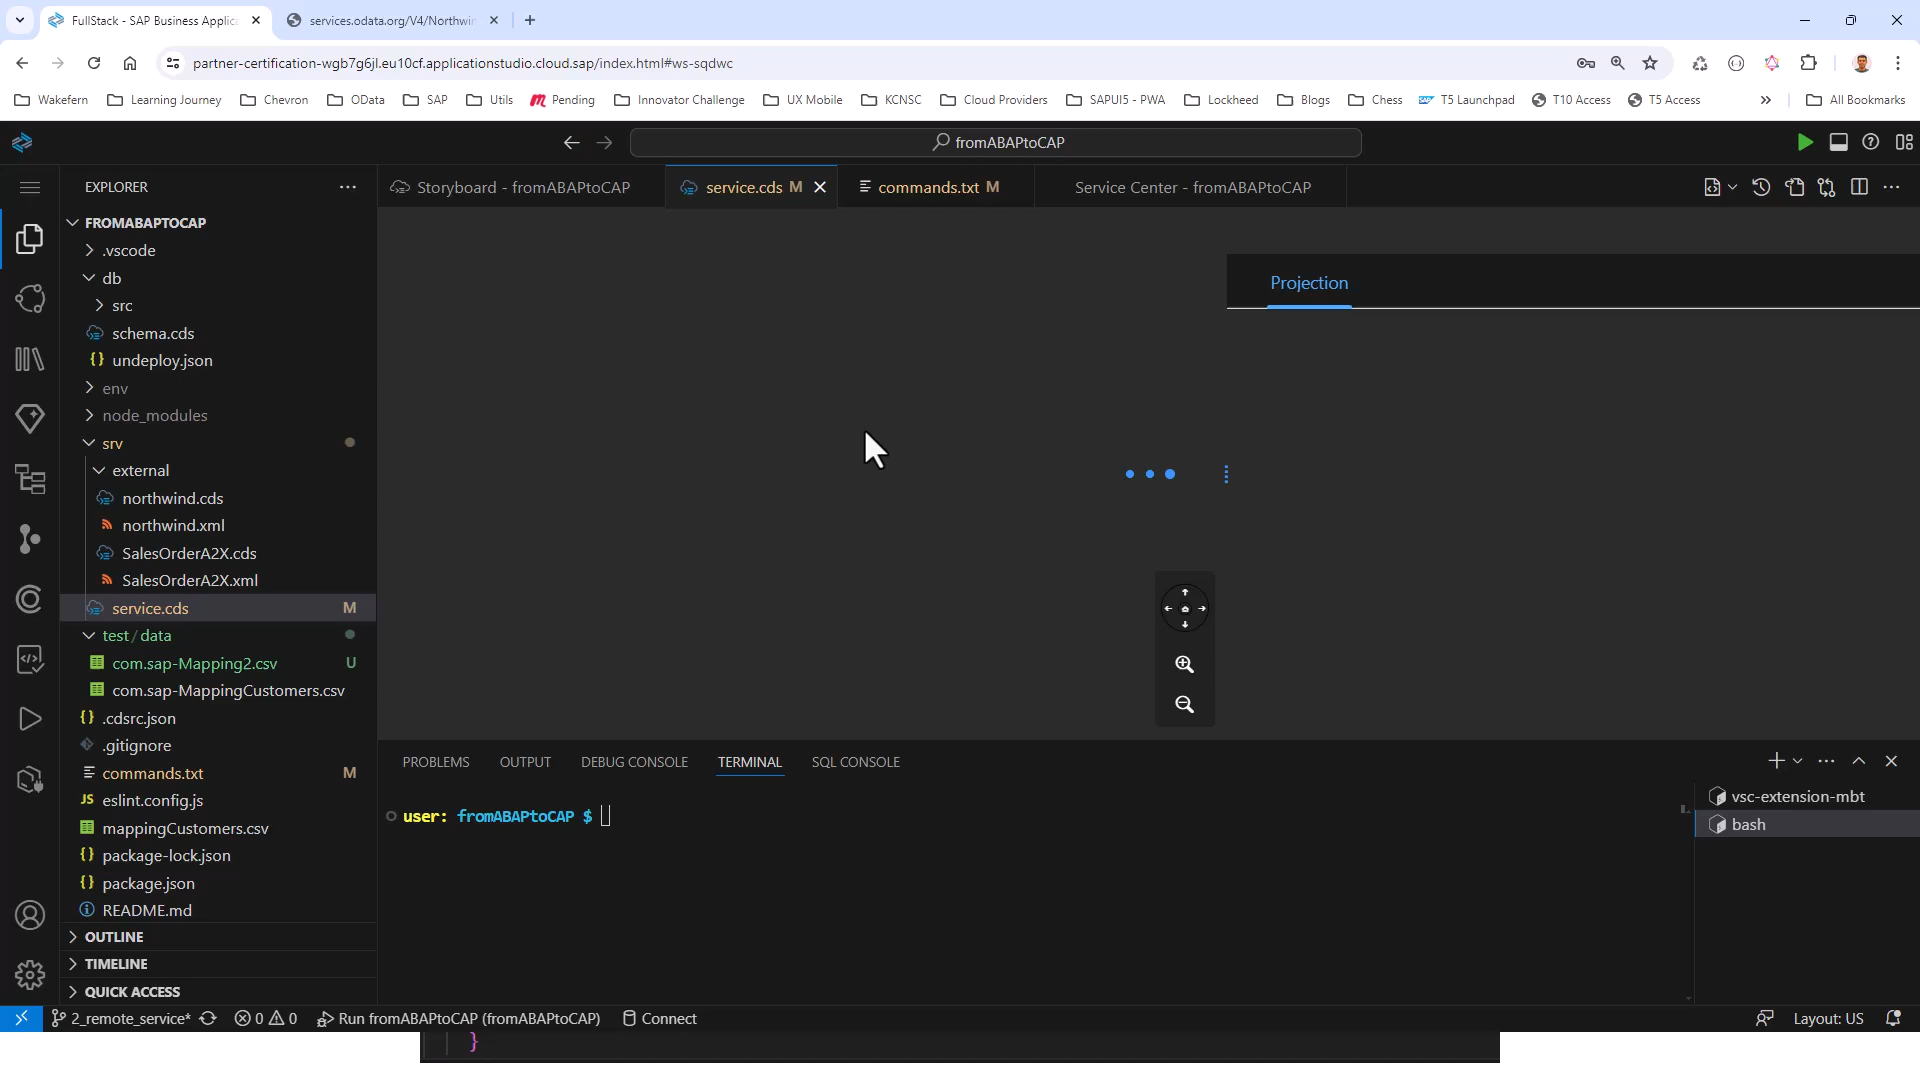 FullStack - SAP Business Applic
services.odata.org/V4/Northwin
partner-certification-wgb7g6jl.eu10cf.applicationstudio.cloud.sap/index.html#ws-sqdwc
Wakefern
Learning Journey
Chevron
OData
SAP
Utils
Pending
Innovator Challenge
UX Mobile
KCNSC
Cloud Providers
SAPUI5 - PWA
Lockheed
Blogs
Chess
T5 Launchpad
T10 Access
T5 Access
All Bookmarks
fromABAPtoCAP
EXPLORER
Storyboard - fromABAPtoCAP
service.cds M
commands.txt M
Service Center - fromABAPtoCAP
FROMABAPTOCAP
.vscode
db
src
schema.cds
undeploy.json
env
node_modules
srv
external
northwind.cds
northwind.xml
SalesOrderA2X.cds
SalesOrderA2X.xml
service.cds M
test/data
com.sap-Mapping2.csv U
com.sap-MappingCustomers.csv
.cdsrc.json
.gitignore
commands.txt M
eslint.config.js
mappingCustomers.csv
package-lock.json
package.json
README.md
OUTLINE
TIMELINE
QUICK ACCESS
Projection
PROBLEMS
OUTPUT
DEBUG CONSOLE
TERMINAL
SQL CONSOLE
user: fromABAPtoCAP $
vsc-extension-mbt
bash
2_remote_service*
0
0
Run fromABAPtoCAP (fromABAPtoCAP)
Connect
Layout: US
}